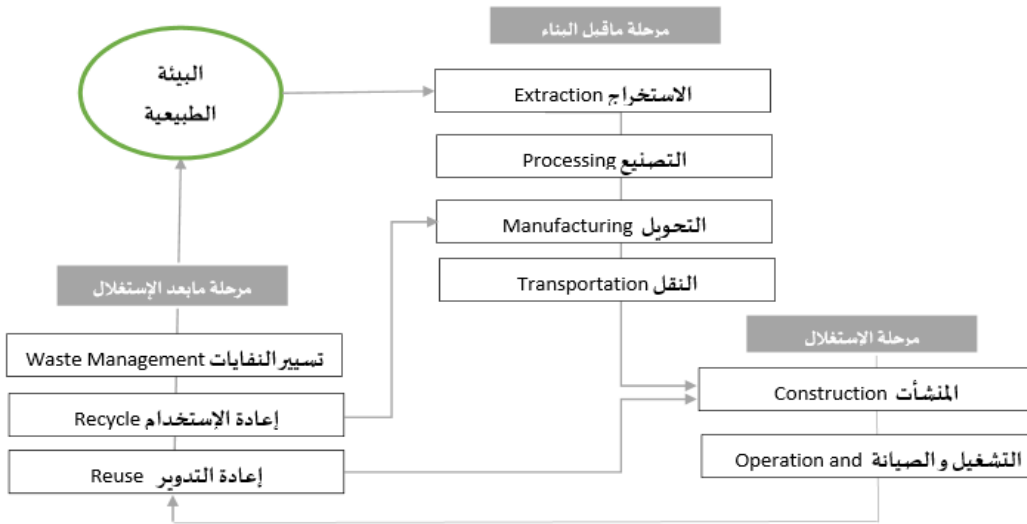 مرحلة ماقبل البناء
البيئة
الطبيعية
الاستخراج Extraction
التصنيع Processing
التحويل Manufacturing
النقل Transportation
مرحلة مابعد الإستغلال
مرحلة الإستغلال
تسيير النفايات Waste Management
المنشأت Construction
إعادة الإستخدام Recycle
التشغيل و الصيانة Operation and
إعادة التدوير Reuse